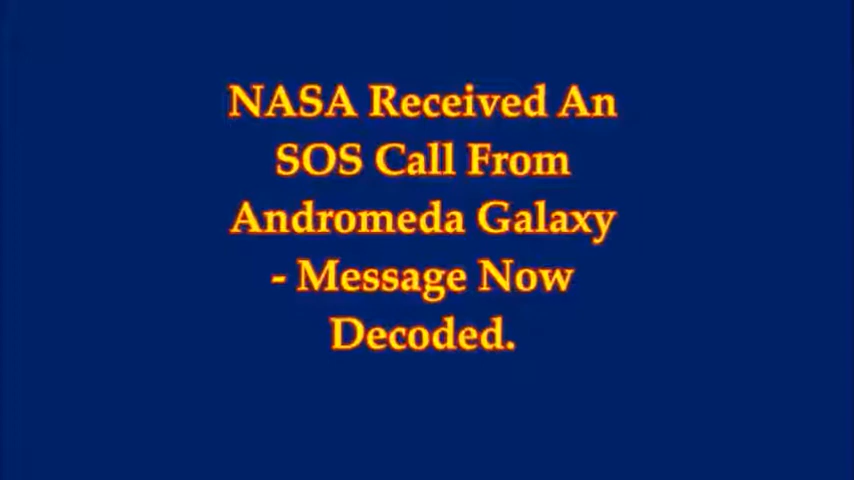 NASA Received An
SOS Call From
Andromeda Galaxy
- Message Now
Decoded.